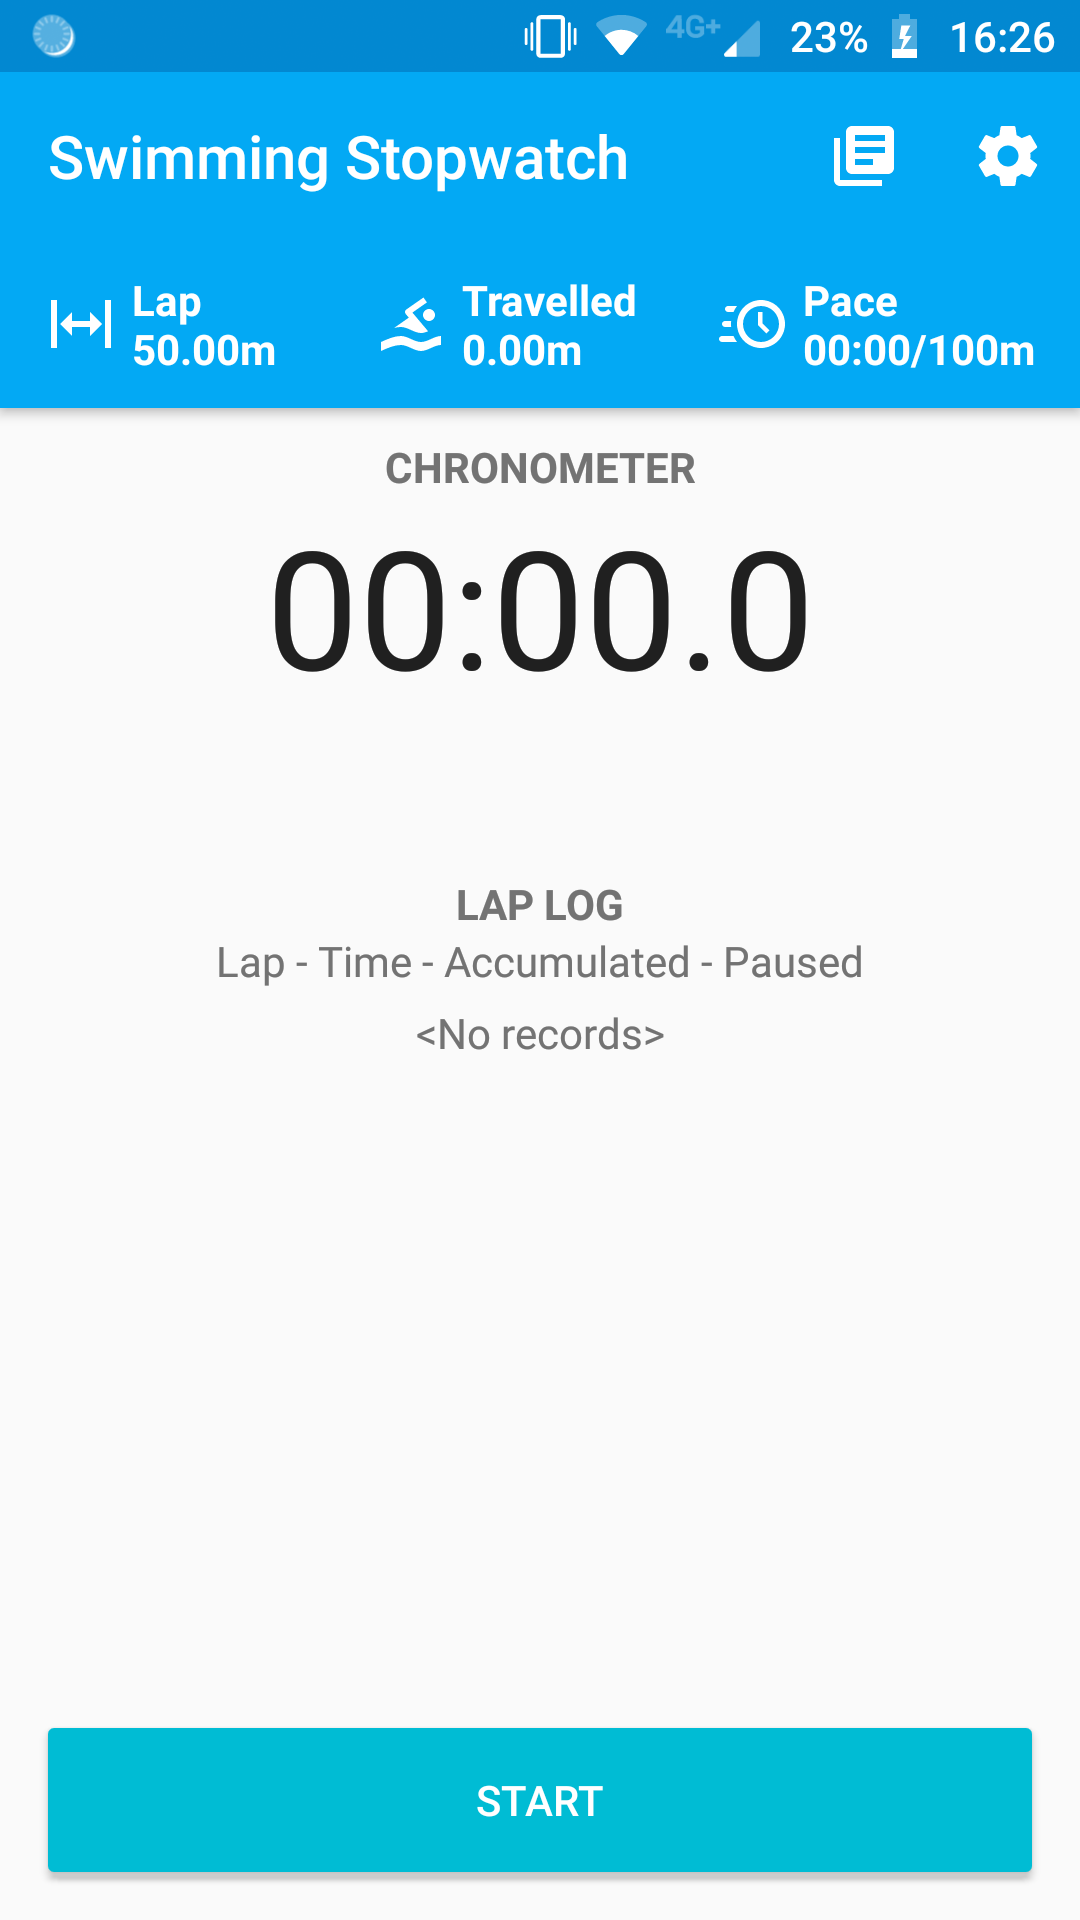 4G+ 23% 16:26
Swimming Stopwatch
Lap Travelled Pace
50.00m 0.00m 00:00/100m
CHRONOMETER
00:00.0
LAP LOG
Lap - Time - Accumulated - Paused
<No records>
START